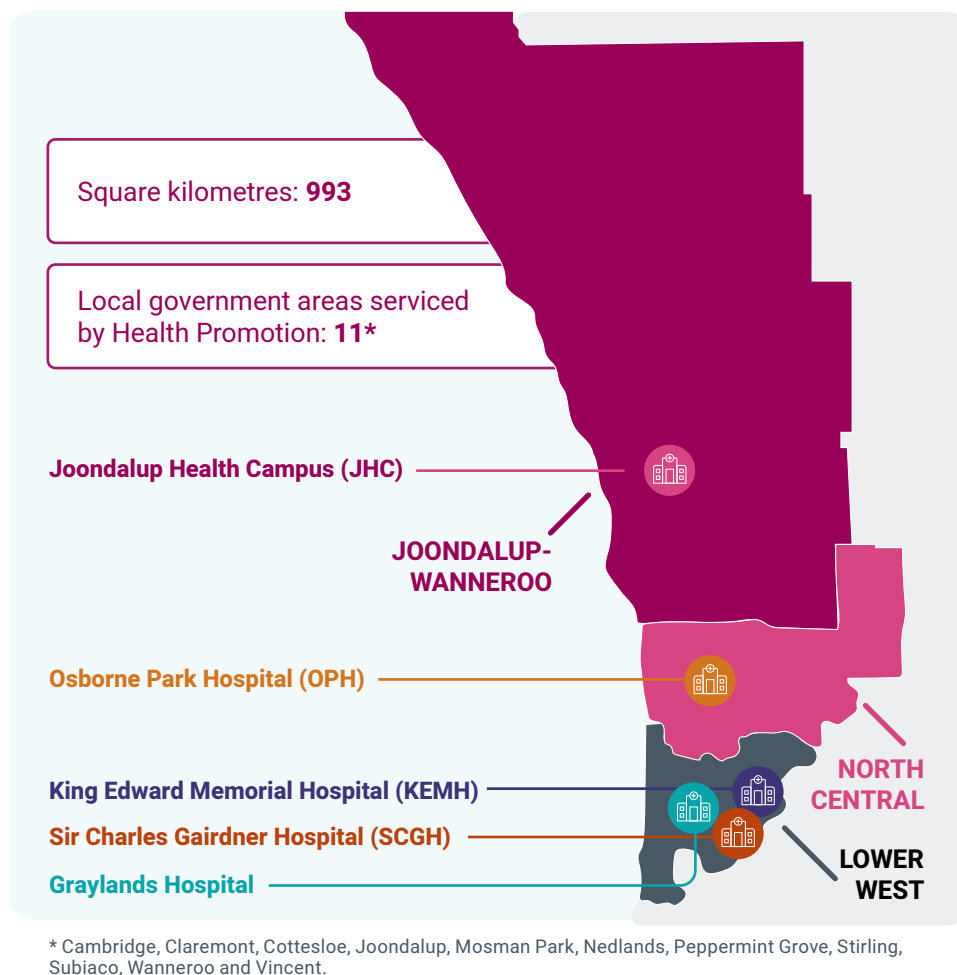 Square kilometres: 993
Local government areas serviced
by Health Promotion: 11*
Joondalup Health Campus (JHC)
JOONDALUP-
WANNEROO
Osborne Park Hospital (OPH)
NORTH
CENTRAL
King Edward Memorial Hospital (KEMH)
Sir Charles Gairdner Hospital (SCGH)
Graylands Hospital
LOWER
WEST
* Cambridge, Claremont, Cottesloe, Joondalup, Mosman Park, Nedlands, Peppermint Grove, Stirling,
Subiaco, Wanneroo and Vincent.